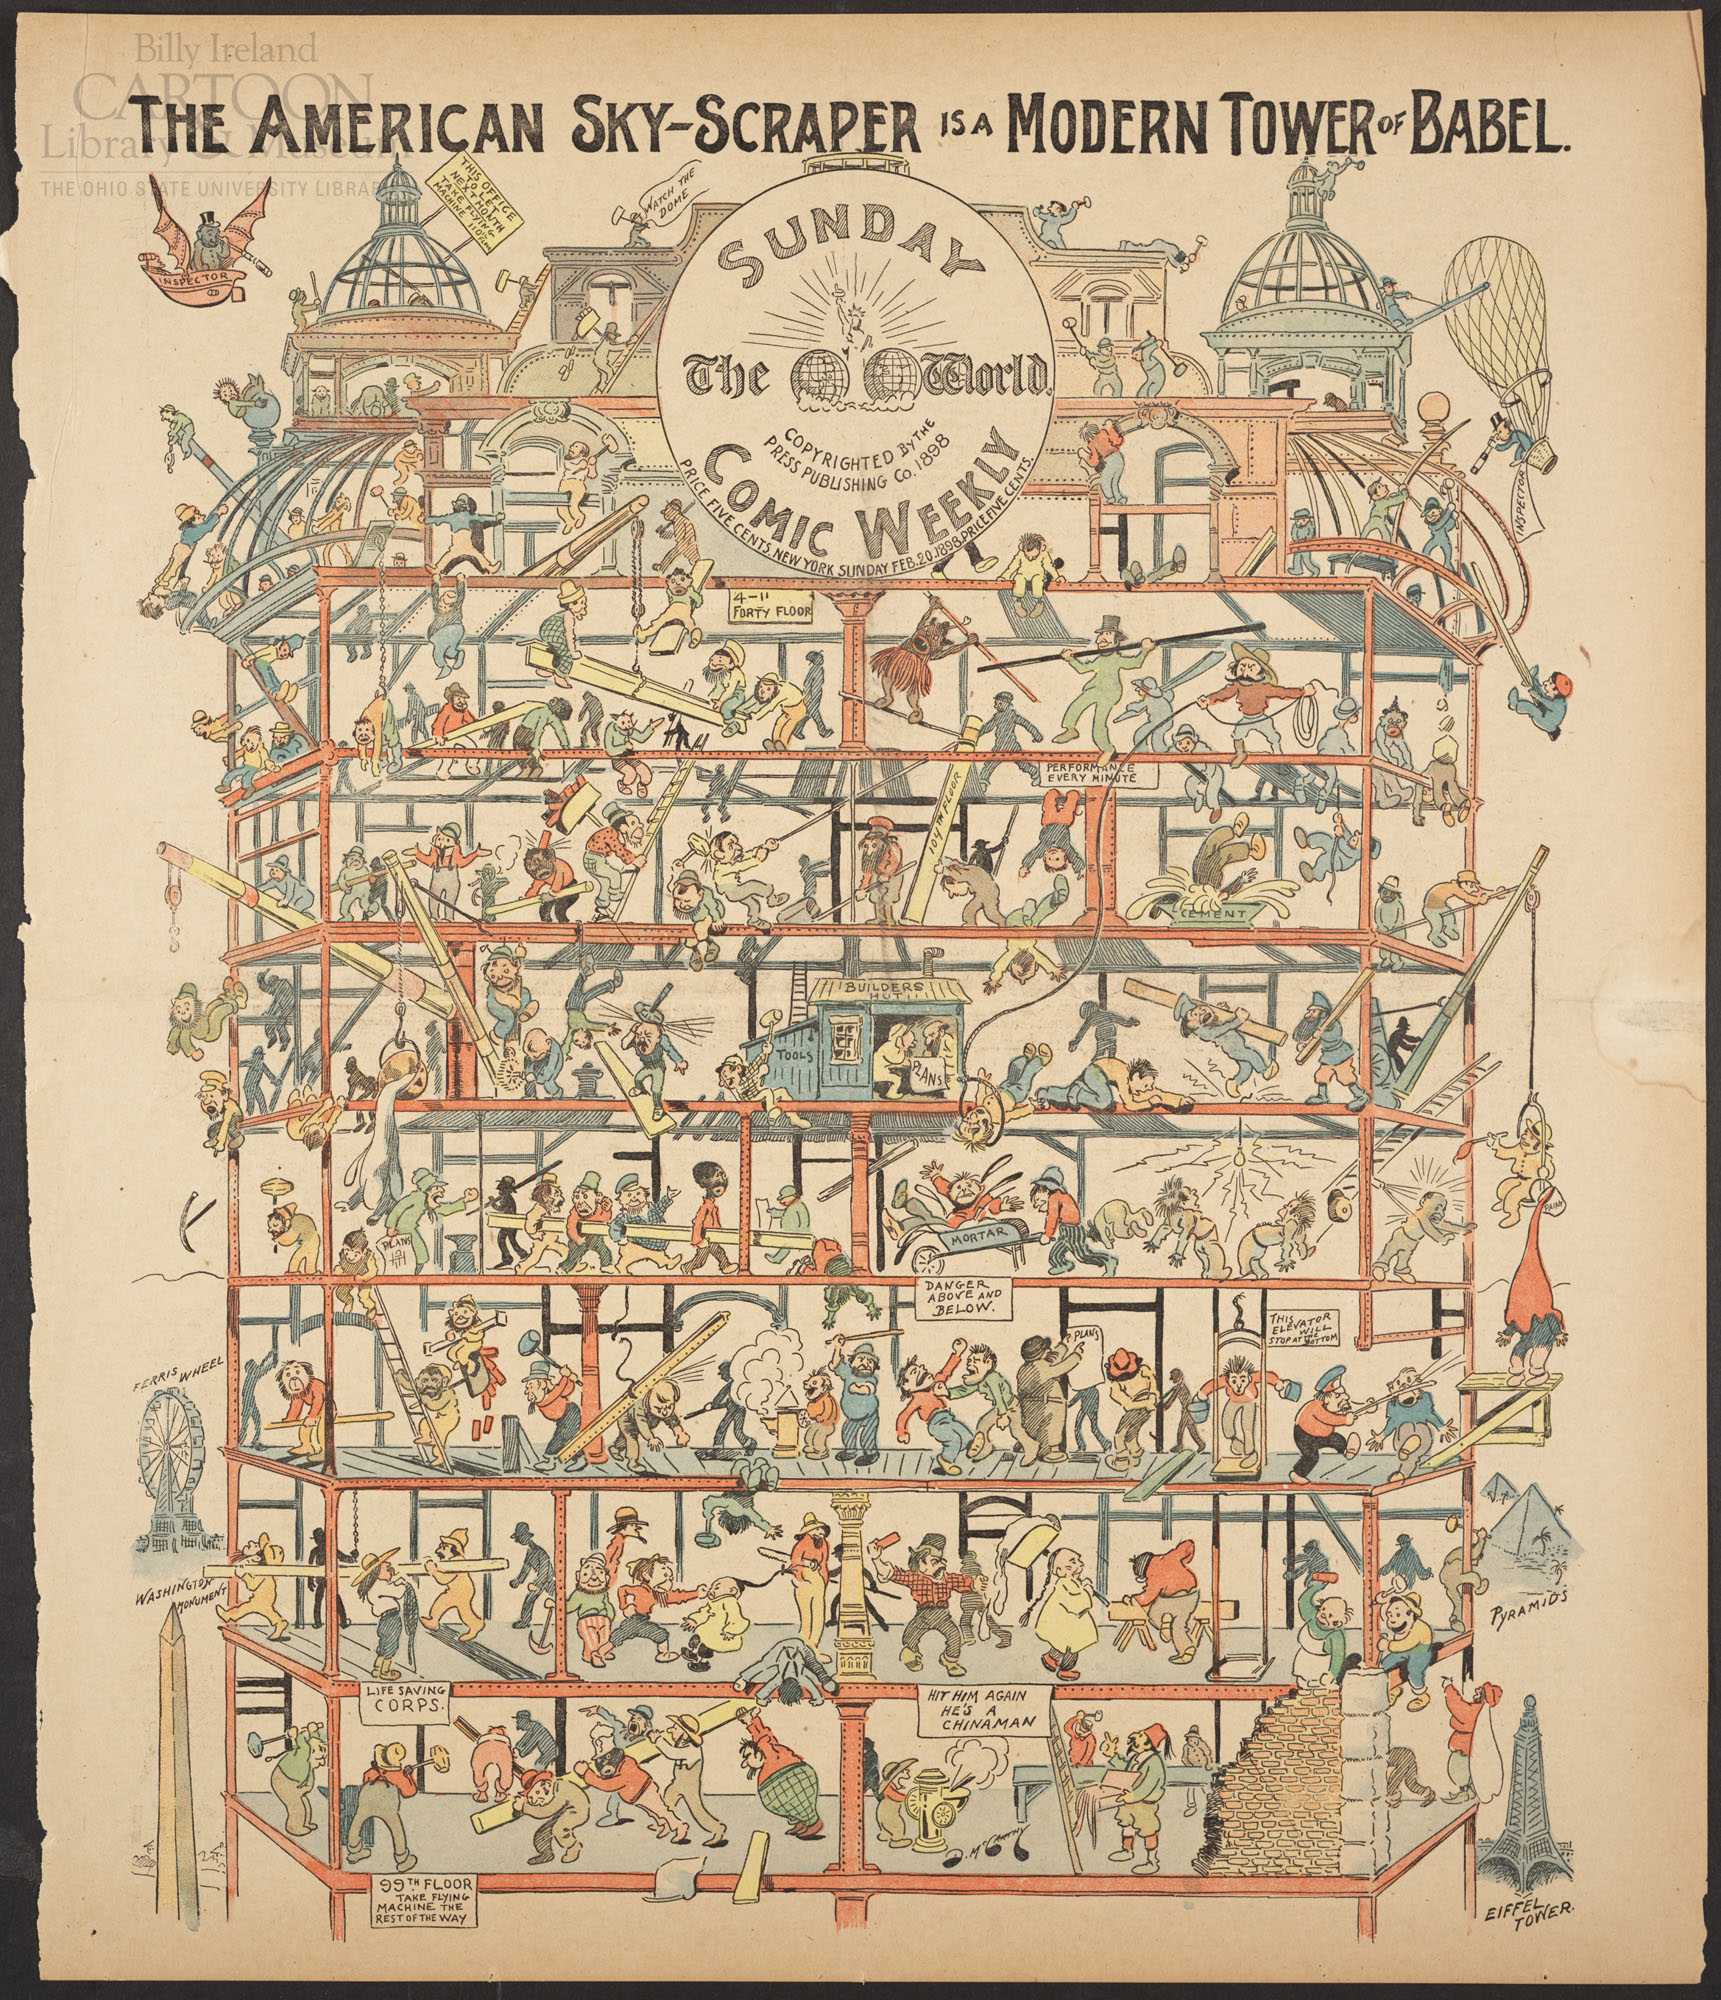 Billy Ireland
CARTOON
Library & Museum
THE OHIO STATE UNIVERSITY LIBRARIES
THE AMERICAN SKY-SCRAPER IS A MODERN TOWER OF BABEL.
THIS OFFICE
TO LET
NEXT MONTH
TAKE FLYING
MACHINE
WATCH THE
DOME
INSPECTOR
SUNDAY
The World
COPYRIGHTED BY THE
PRESS PUBLISHING Co. 1898
COMIC WEEKLY
PRICE FIVE CENTS. NEW YORK SUNDAY FEB. 20. 1898. PRICE FIVE CENTS.
INSPECTOR
4-11
FORTY FLOOR
PERFORMANCE
EVERY MINUTE
104TH FLOOR
CEMENT
BUILDERS
HUT
TOOLS
PLANS
PLANS
MORTAR
PAINT
DANGER
ABOVE AND
BELOW.
THIS
ELEVATOR
WILL
STOP AT THE
BOTTOM
PLANS
FERRIS WHEEL
WASHINGTON
MONUMENT
PYRAMIDS
LIFE SAVING
CORPS.
HIT HIM AGAIN
HE'S A
CHINAMAN
D. McCARTHY
99TH FLOOR
TAKE FLYING
MACHINE THE
REST OF THE WAY
EIFFEL
TOWER.